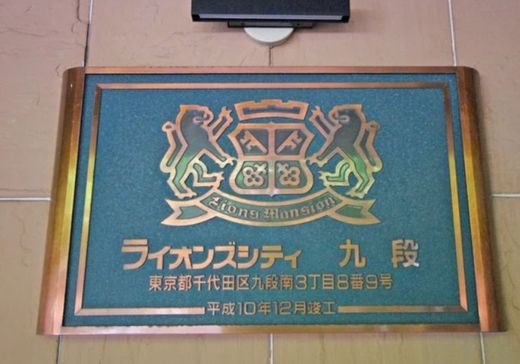 Lions Mansion
ライオンズシティ 九段
東京都千代田区九段南3丁目8番9号
平成10年12月竣工